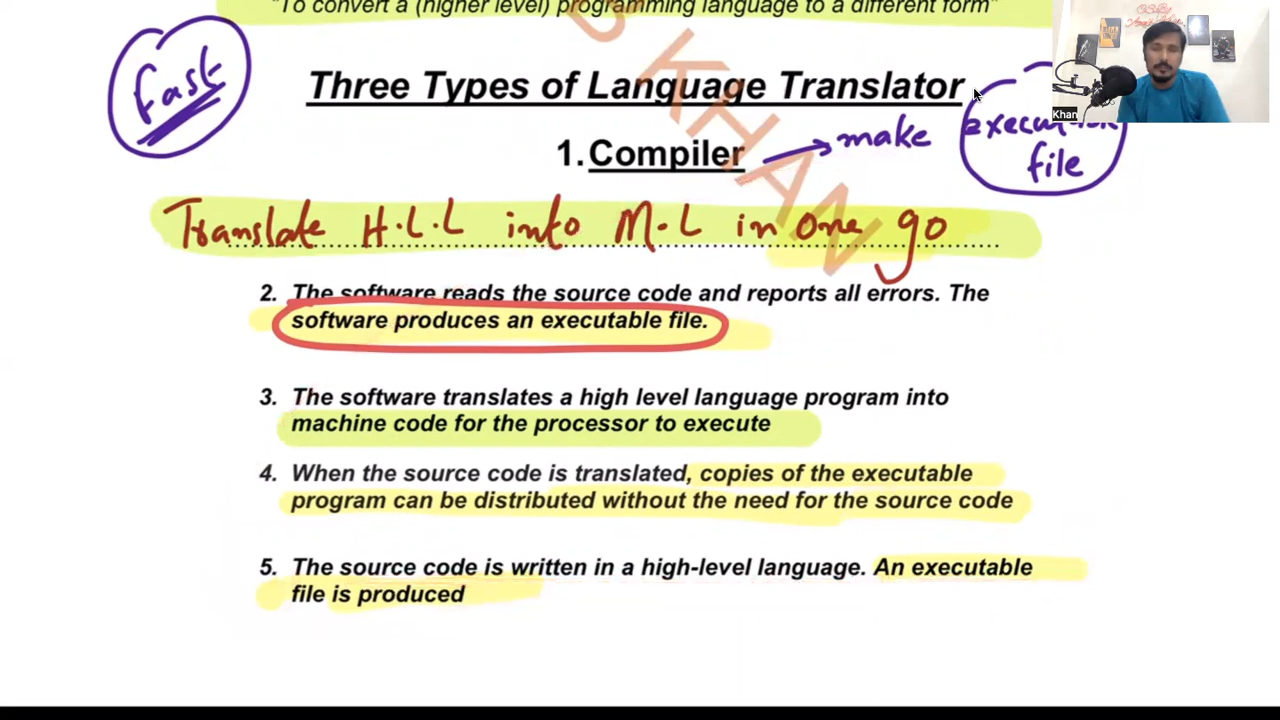 "To convert a (higher level) programming language to a different form"
fast
Three Types of Language Translator
1. Compiler → make
file
Translate H.L.L into M.L in one go
2. The software reads the source code and reports all errors. The
software produces an executable file.
3. The software translates a high level language program into
machine code for the processor to execute
4. When the source code is translated, copies of the executable
program can be distributed without the need for the source code
5. The source code is written in a high-level language. An executable
file is produced
B KHAN
Khan